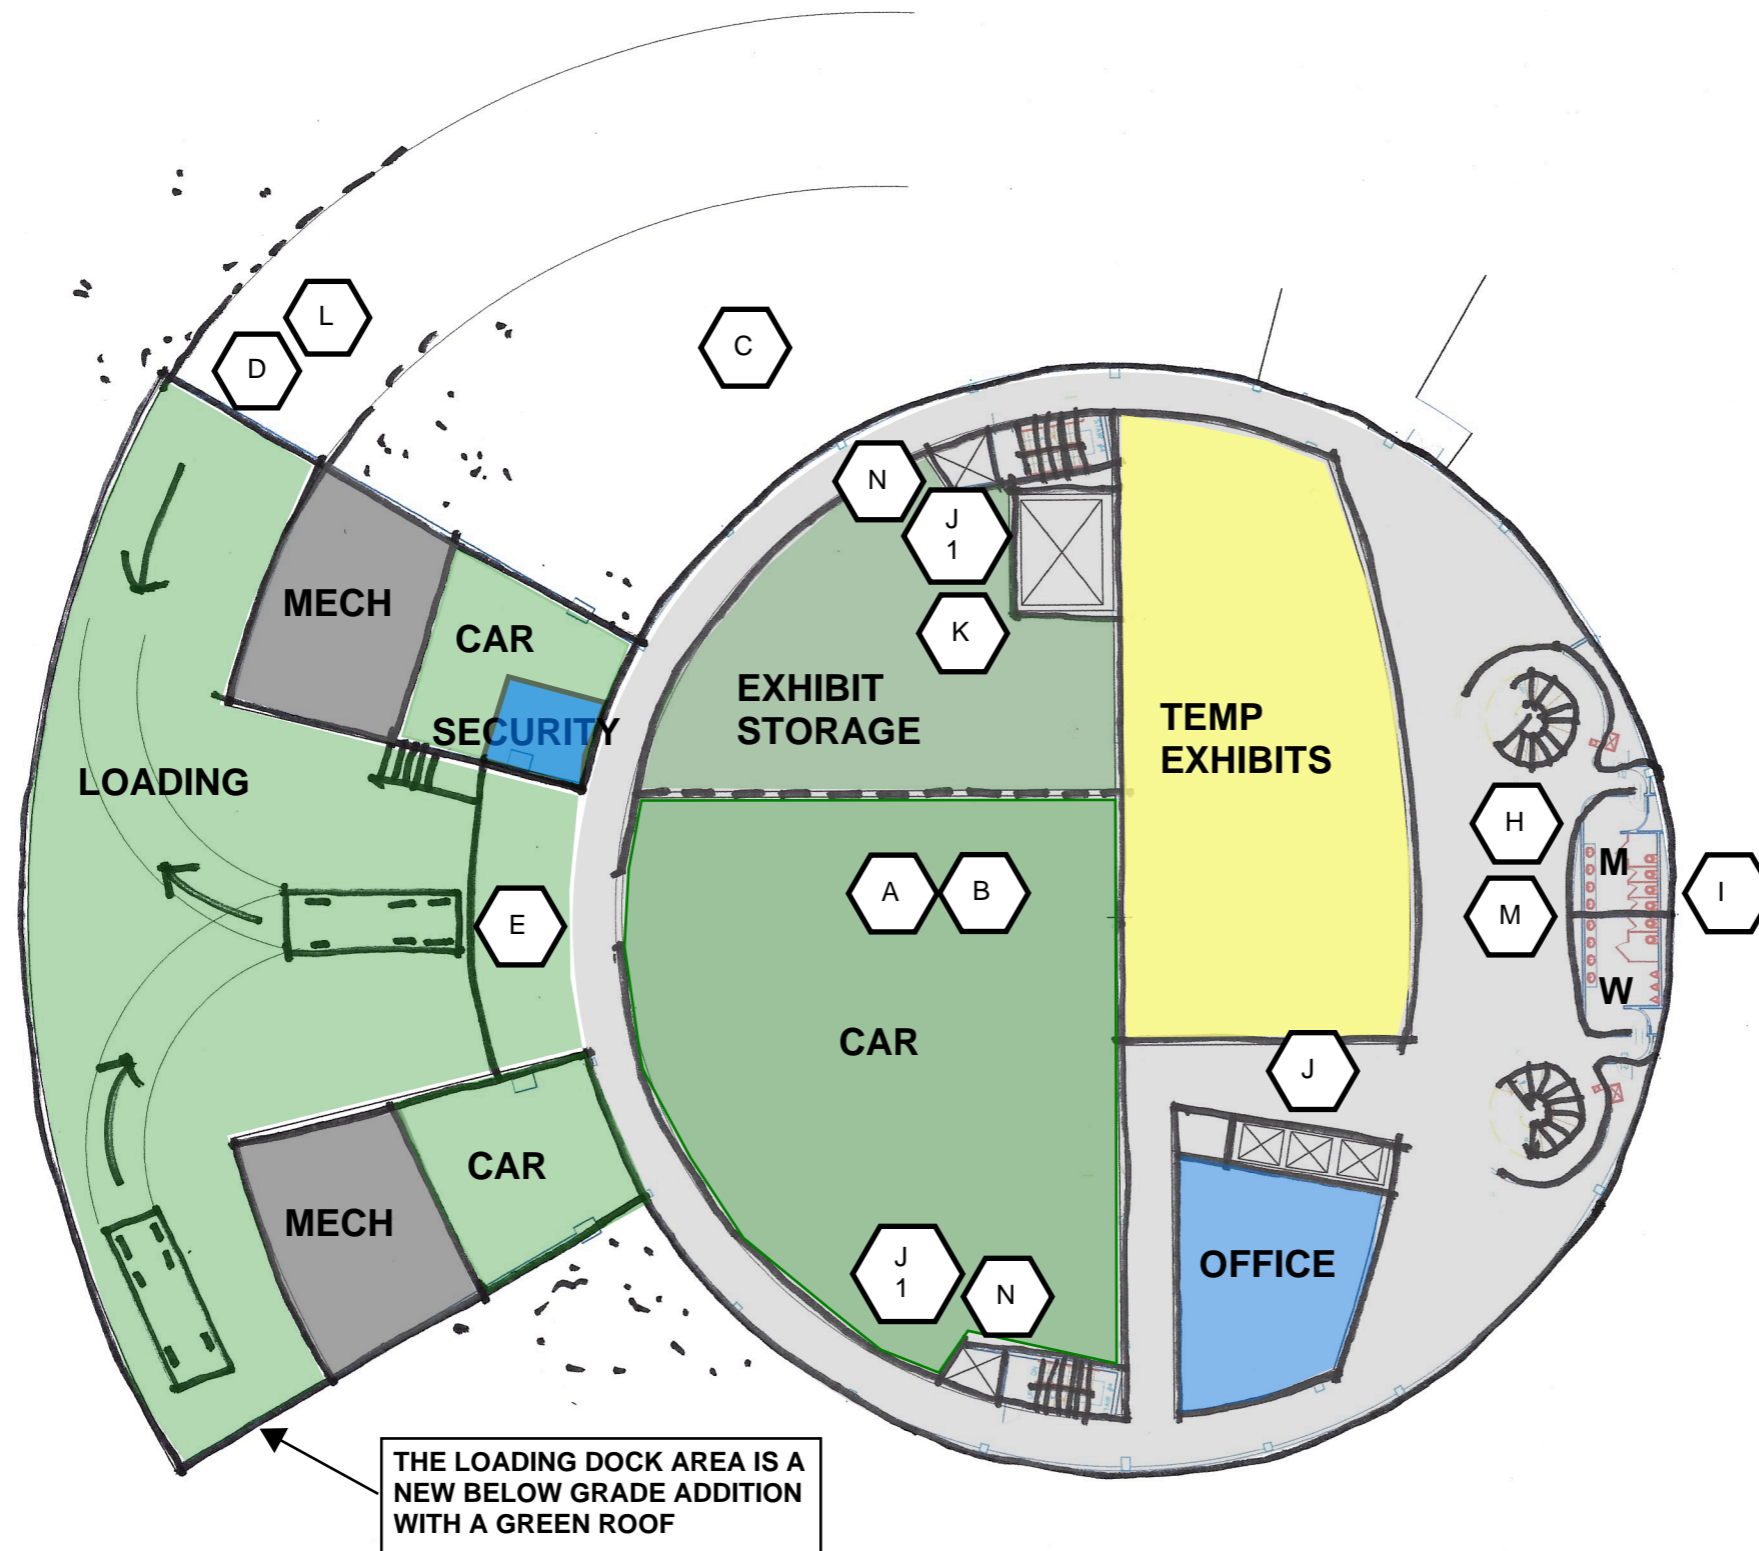 L
D
C
N
J
1
K
MECH
CAR
SECURITY
EXHIBIT
STORAGE
TEMP
EXHIBITS
LOADING
H
M
A
B
M
I
E
W
CAR
J
CAR
MECH
J
1
N
OFFICE
THE LOADING DOCK AREA IS A
NEW BELOW GRADE ADDITION
WITH A GREEN ROOF